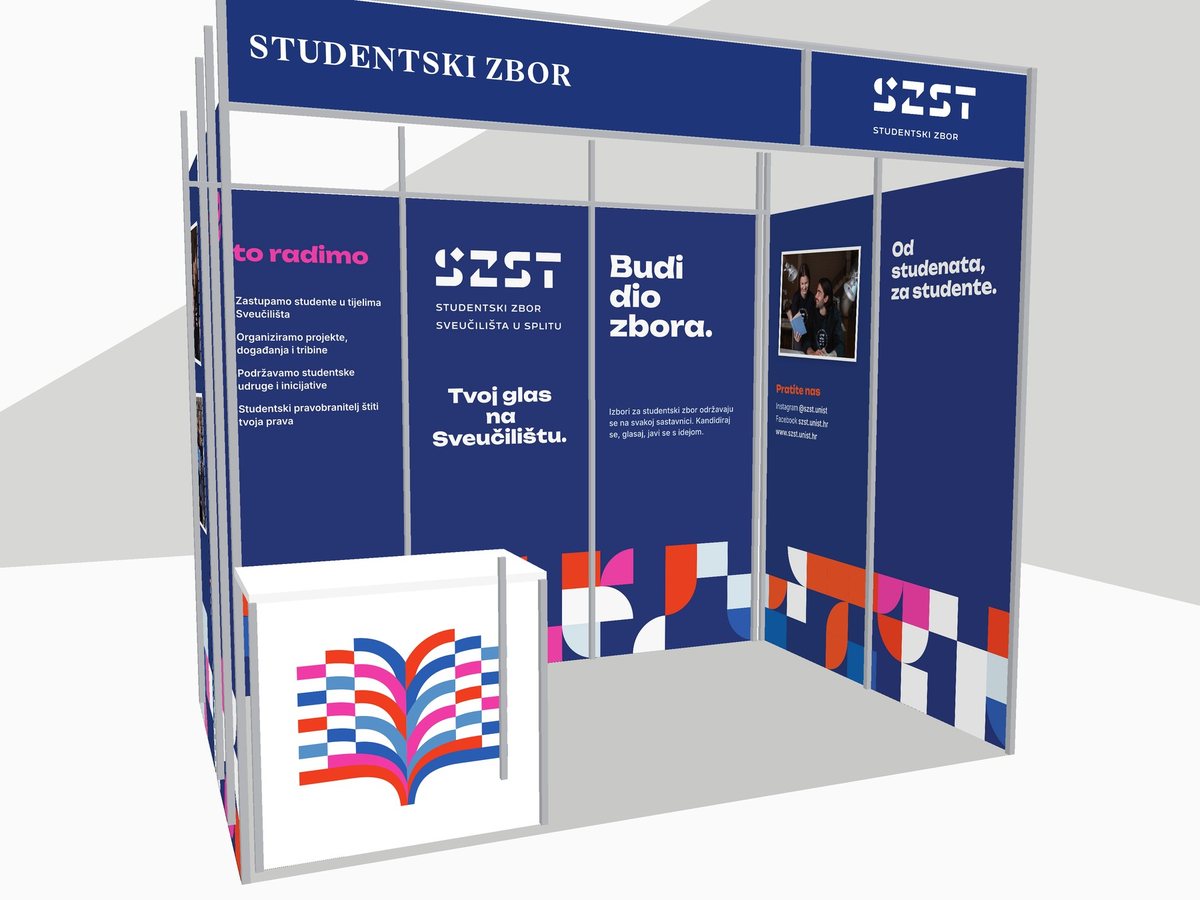 STUDENTSKI ZBOR
SZST
STUDENTSKI ZBOR
to radimo
Zastupamo studente u tijelima
Sveučilišta
Organiziramo projekte,
događanja i tribine
Podržavamo studentske
udruge i inicijative
Studentski pravobranitelj štiti
tvoja prava
SZST
STUDENTSKI ZBOR
SVEUČILIŠTA U SPLITU
Tvoj glas
na
Sveučilištu.
Budi
dio
zbora.
Izbori za studentski zbor održavaju
se na svakoj sastavnici. Kandidiraj
se, glasaj, javi se s idejom.
Pratite nas
Instagram @szst.unist
Facebook szst.unist.hr
www.szst.unist.hr
Od
studenata,
za studente.